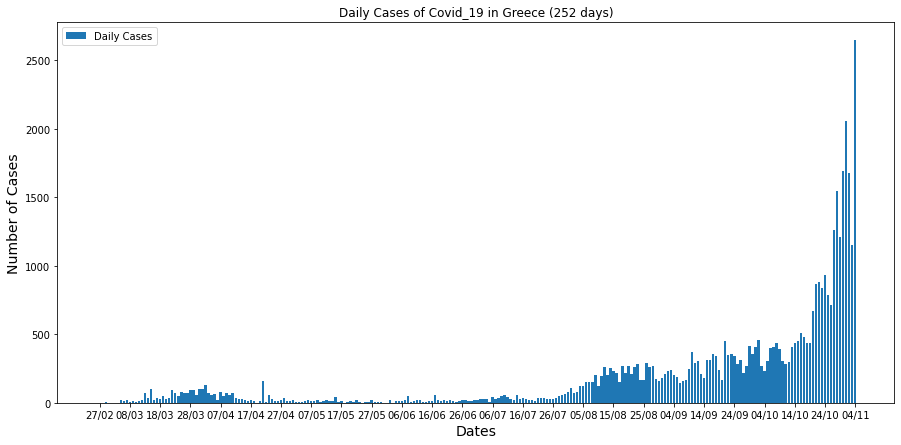 Daily Cases of Covid_19 in Greece (252 days)
Daily Cases
Number of Cases
2500
2000
1500
1000
500
0
27/02 08/03 18/03 28/03 07/04 17/04 27/04 07/05 17/05 27/05 06/06 16/06 26/06 06/07 16/07 26/07 05/08 15/08 25/08 04/09 14/09 24/09 04/10 14/10 24/10 04/11
Dates